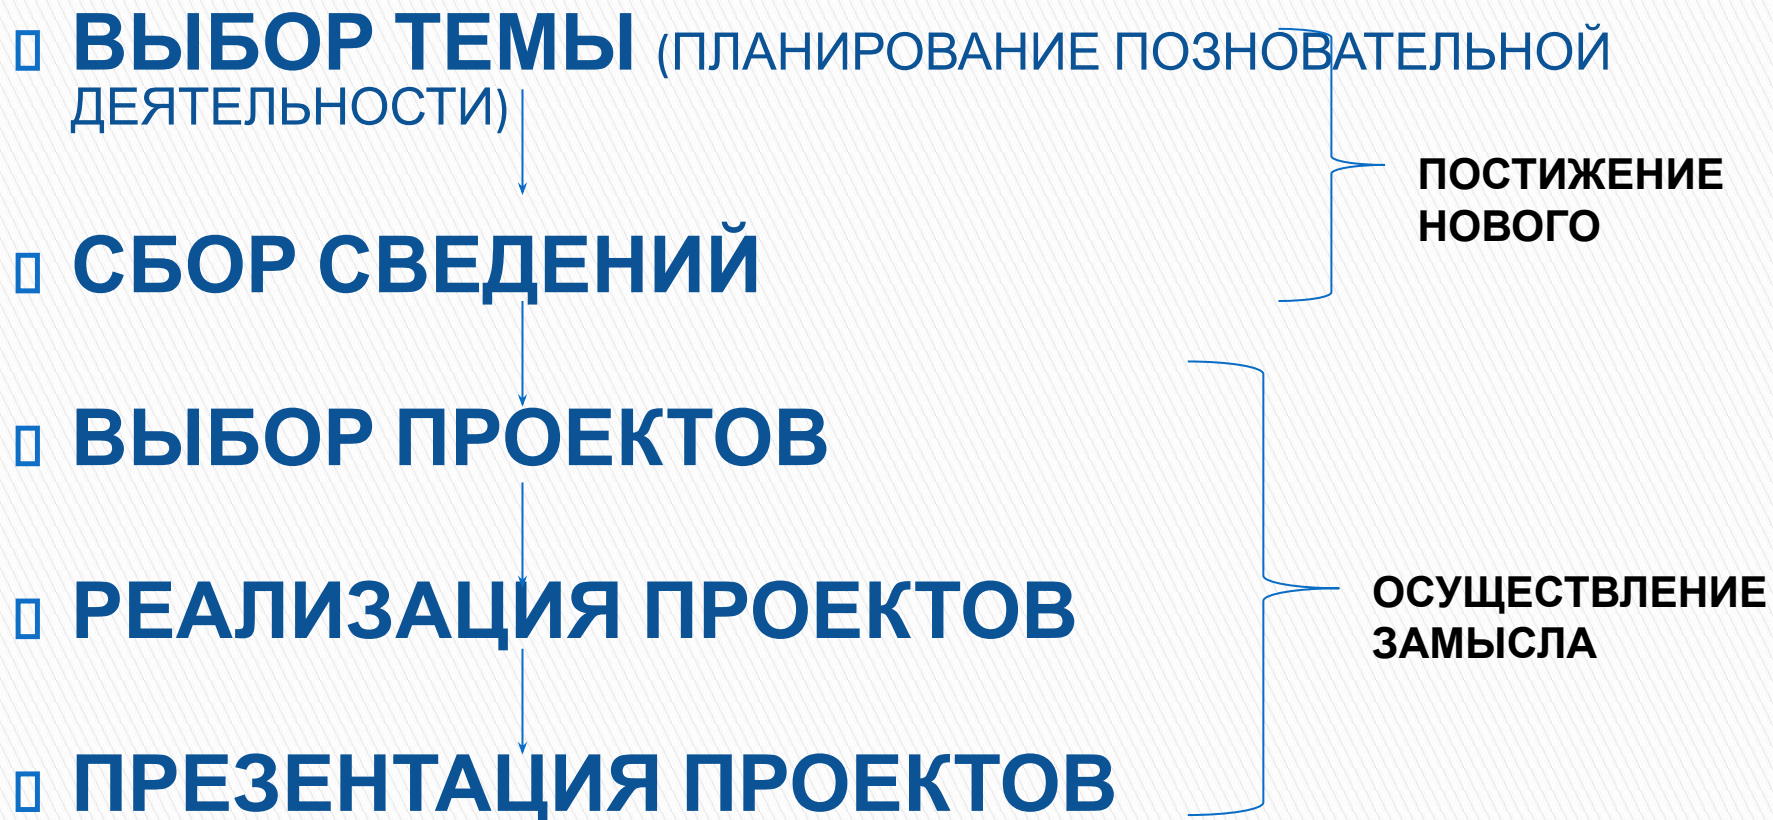 ВЫБОР ТЕМЫ (ПЛАНИРОВАНИЕ ПОЗНОВАТЕЛЬНОЙ
ДЕЯТЕЛЬНОСТИ)
ПОСТИЖЕНИЕ
НОВОГО
СБОР СВЕДЕНИЙ
ВЫБОР ПРОЕКТОВ
РЕАЛИЗАЦИЯ ПРОЕКТОВ
ОСУЩЕСТВЛЕНИЕ
ЗАМЫСЛА
ПРЕЗЕНТАЦИЯ ПРОЕКТОВ